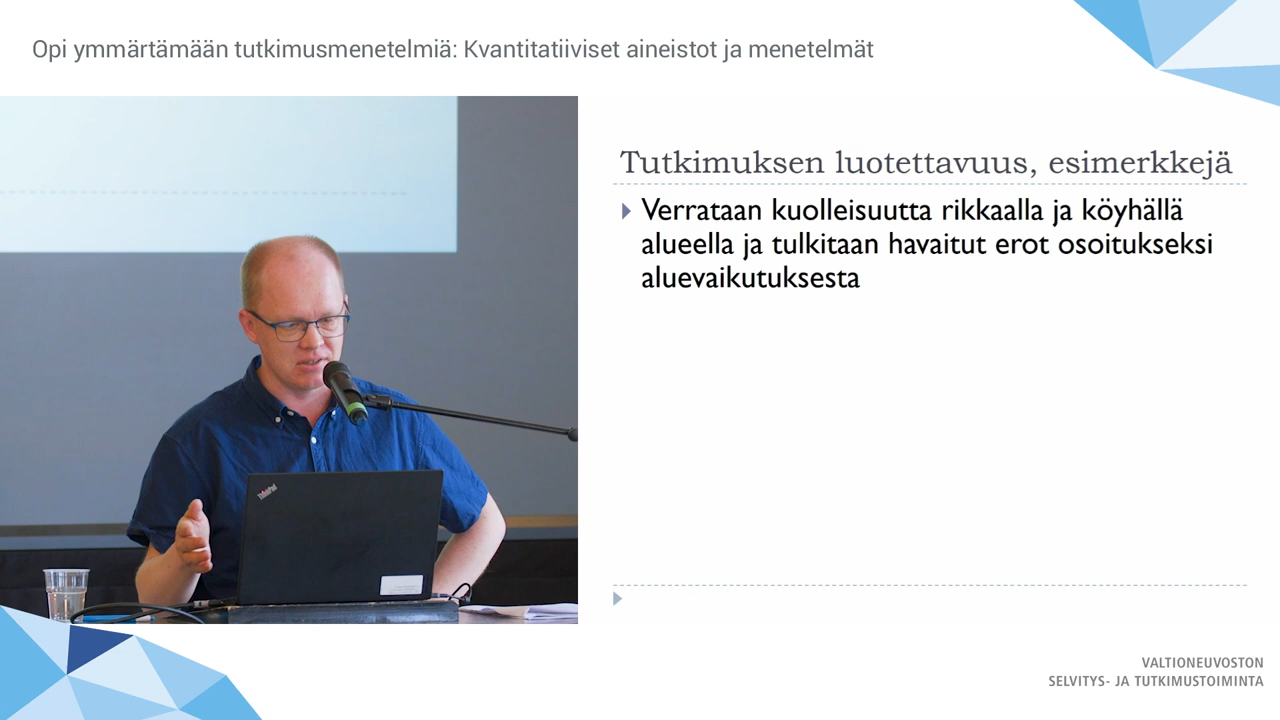 Opi ymmärtämään tutkimusmenetelmiä: Kvantitatiiviset aineistot ja menetelmät
Tutkimuksen luotettavuus, esimerkkejä
Verrataan kuolleisuutta rikkaalla ja köyhällä
alueella ja tulkitaan havaitut erot osoitukseksi
aluevaikutuksesta
ThinkPad
VALTIONEUVOSTON
SELVITYS- JA TUTKIMUSTOIMINTA